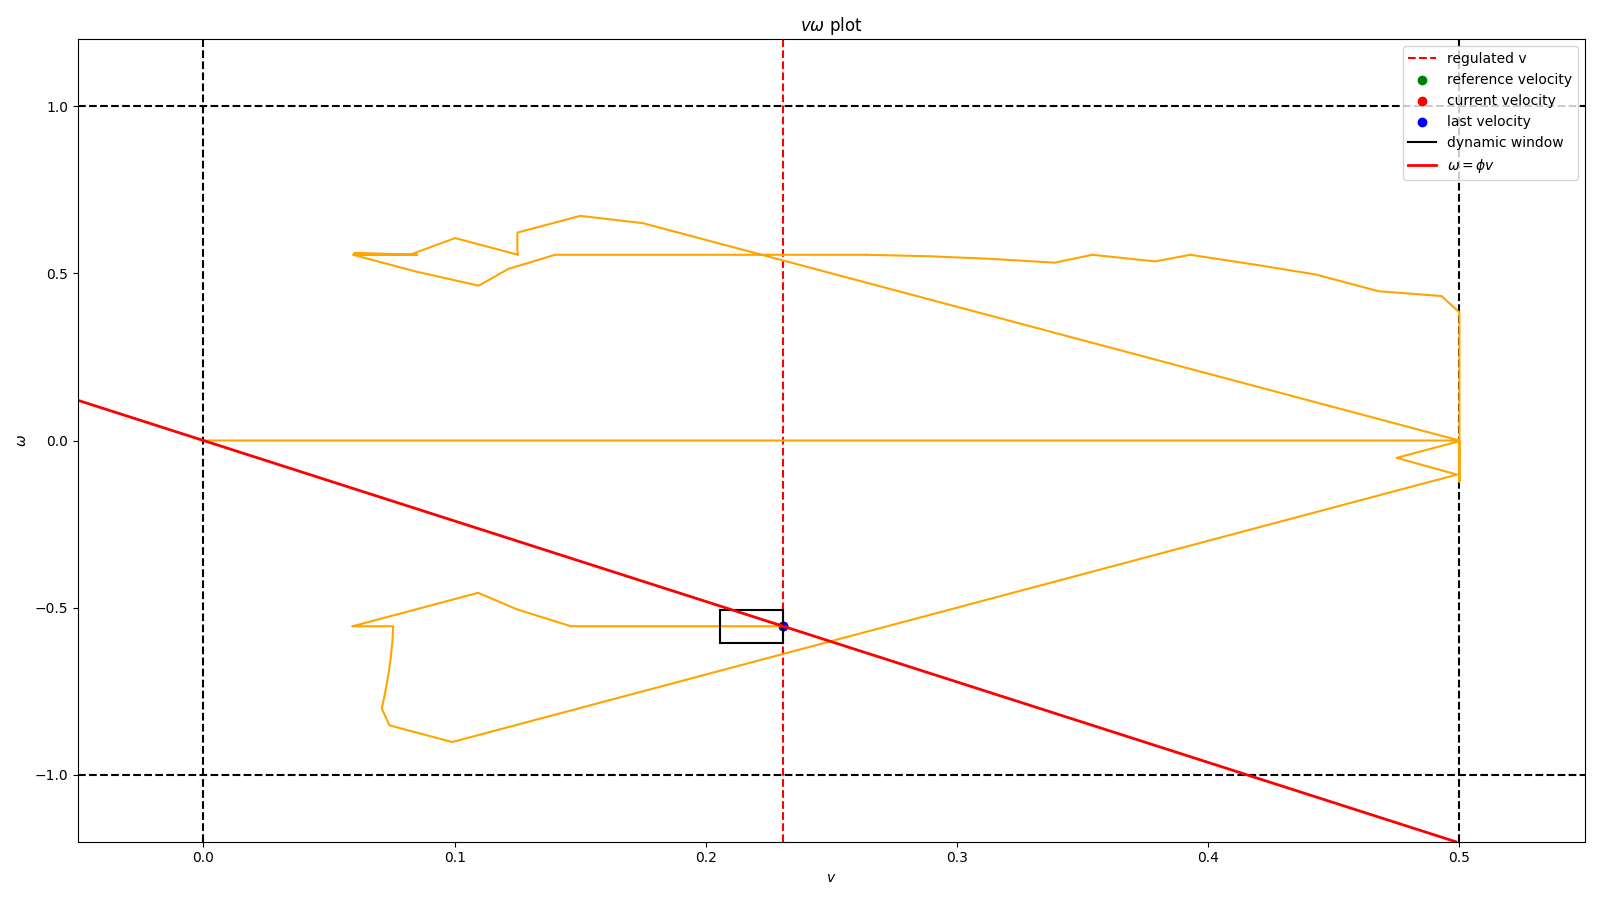 vω plot
regulated v
reference velocity
current velocity
last velocity
dynamic window
ω = ϕv
1.0
0.5
0.0
−0.5
−1.0
ω
0.0 0.1 0.2 0.3 0.4 0.5
v